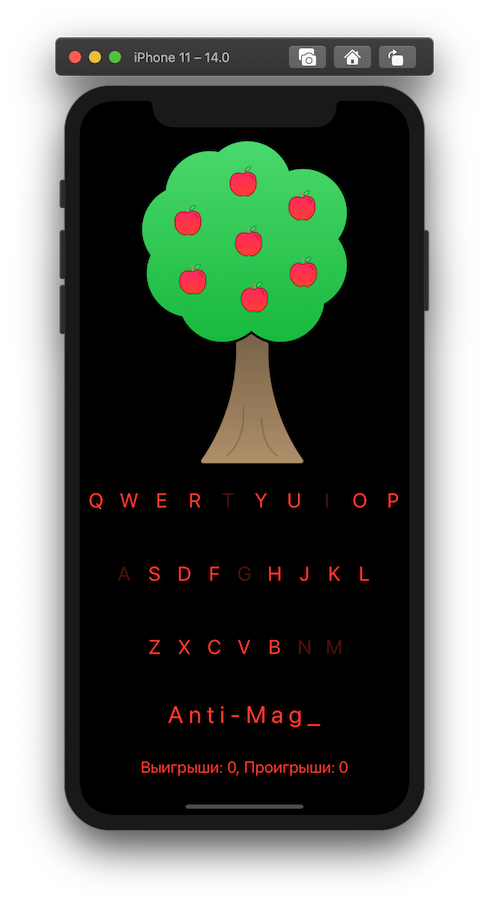 iPhone 11 – 14.0
Q W E R T Y U I O P
A S D F G H J K L
Z X C V B N M
Anti-Mag_
Выигрыши: 0, Проигрыши: 0